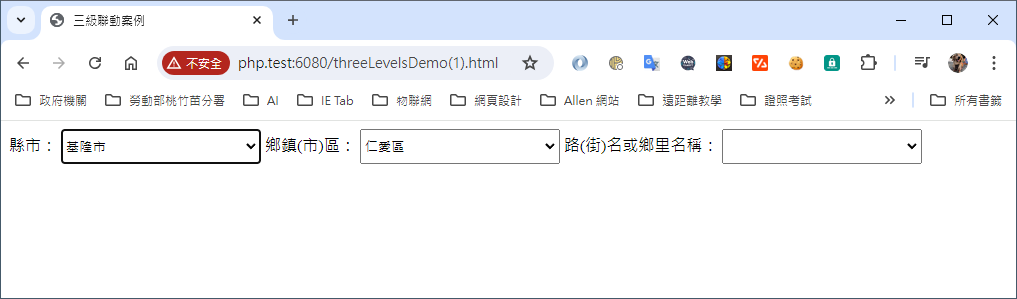 三級聯動案例
不安全 php.test:6080/threeLevelsDemo(1).html
政府機關 勞動部桃竹苗分署 AI IE Tab 物聯網 網頁設計 Allen 網站 遠距離教學 證照考試 所有書籤
縣市： 基隆市 鄉鎮(市)區： 仁愛區 路(街)名或鄉里名稱：